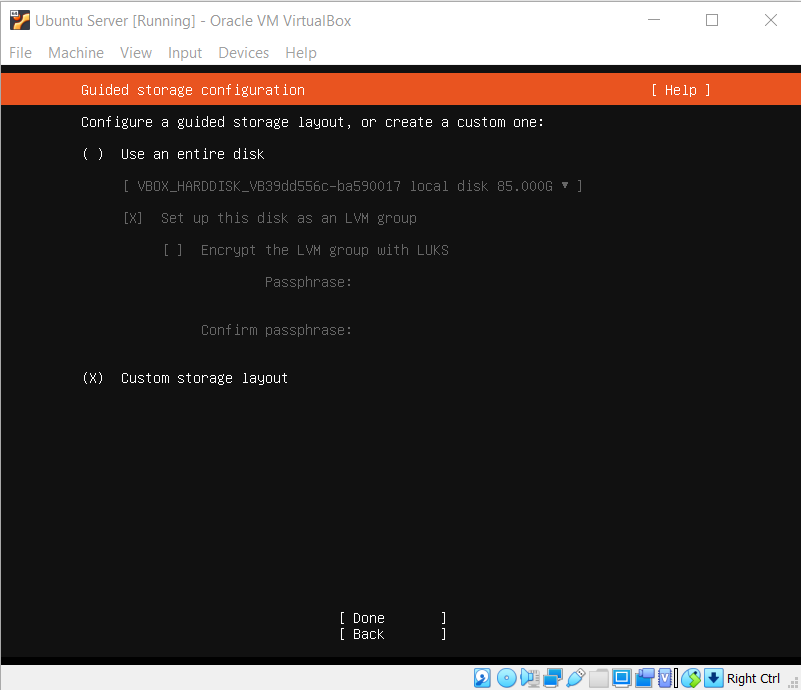 Ubuntu Server [Running] - Oracle VM VirtualBox
File Machine View Input Devices Help
Guided storage configuration [ Help ]
Configure a guided storage layout, or create a custom one:
( ) Use an entire disk
[ VBOX_HARDDISK_VB39dd556c-ba590017 local disk 85.000G ▾ ]
[X] Set up this disk as an LVM group
[ ] Encrypt the LVM group with LUKS
Passphrase:
Confirm passphrase:
(X) Custom storage layout
[ Done ]
[ Back ]
Right Ctrl